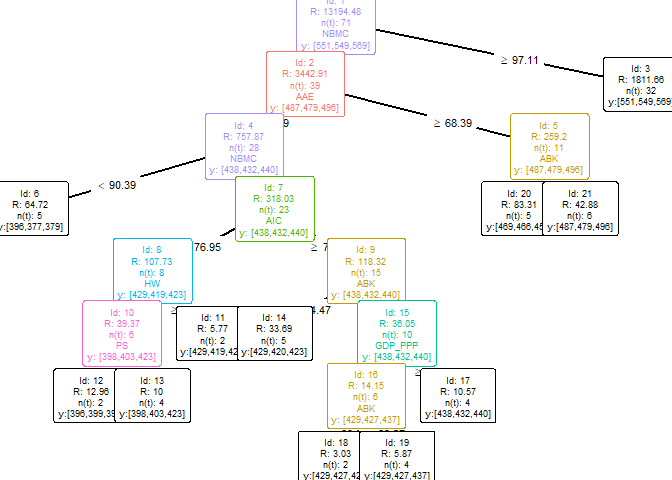 Id: 1
R: 13194.48
n(t): 71
NBMC
y: [551,549,569]
≥ 97.11
Id: 2
R: 3442.91
n(t): 39
AAE
y: [487,479,496]
Id: 3
R: 1811.66
n(t): 32
y:[551,549,569]
9
≥ 68.39
Id: 4
R: 757.87
n(t): 28
NBMC
y: [438,432,440]
Id: 5
R: 259.2
n(t): 11
ABK
y: [487,479,496]
< 90.39
Id: 6
R: 64.72
n(t): 5
y:[396,377,379]
Id: 7
R: 318.03
n(t): 23
AIC
y: [438,432,440]
Id: 20
R: 83.31
n(t): 5
y:[469,466,48
Id: 21
R: 42.88
n(t): 6
y:[487,479,496]
76.95
≥ 7
Id: 8
R: 107.73
n(t): 8
HW
y: [429,419,423]
Id: 9
R: 118.32
n(t): 15
ABK
y: [438,432,440]
≥
4.47
Id: 10
R: 39.37
n(t): 6
PS
y: [398,403,423]
Id: 11
R: 5.77
n(t): 2
y:[429,419,42
Id: 14
R: 33.69
n(t): 5
y:[429,420,423]
Id: 15
R: 36.05
n(t): 10
GDP_PPP
y: [438,432,440]
≥
Id: 12
R: 12.96
n(t): 2
y:[396,399,39
Id: 13
R: 10
n(t): 4
y:[398,403,423]
Id: 16
R: 14.15
n(t): 6
ABK
y: [429,427,437]
Id: 17
R: 10.57
n(t): 4
y:[438,432,440]
Id: 18
R: 3.03
n(t): 2
y:[429,427,42
Id: 19
R: 5.87
n(t): 4
y:[429,427,437]